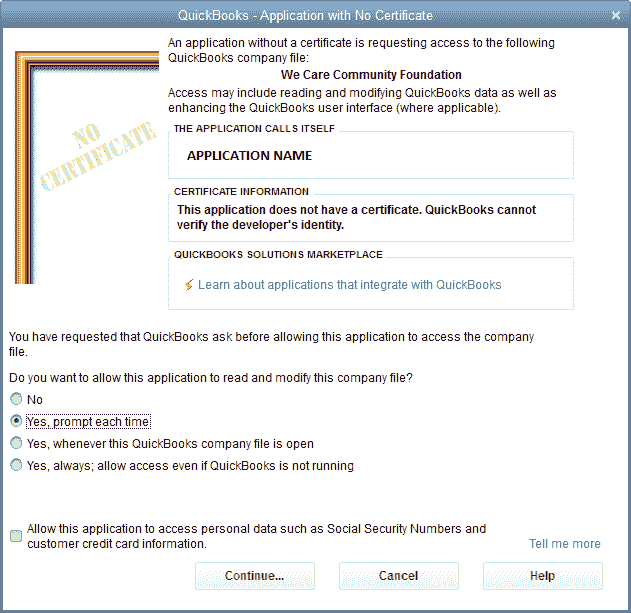 QuickBooks - Application with No Certificate
An application without a certificate is requesting access to the following
QuickBooks company file:
We Care Community Foundation
Access may include reading and modifying QuickBooks data as well as
enhancing the QuickBooks user interface (where applicable).
NO
CERTIFICATE
THE APPLICATION CALLS ITSELF
APPLICATION NAME
CERTIFICATE INFORMATION
This application does not have a certificate. QuickBooks cannot
verify the developer's identity.
QUICKBOOKS SOLUTIONS MARKETPLACE
Learn about applications that integrate with QuickBooks
You have requested that QuickBooks ask before allowing this application to access the company
file.
Do you want to allow this application to read and modify this company file?
No
Yes, prompt each time
Yes, whenever this QuickBooks company file is open
Yes, always; allow access even if QuickBooks is not running
Allow this application to access personal data such as Social Security Numbers and
customer credit card information.
Tell me more
Continue...
Cancel
Help